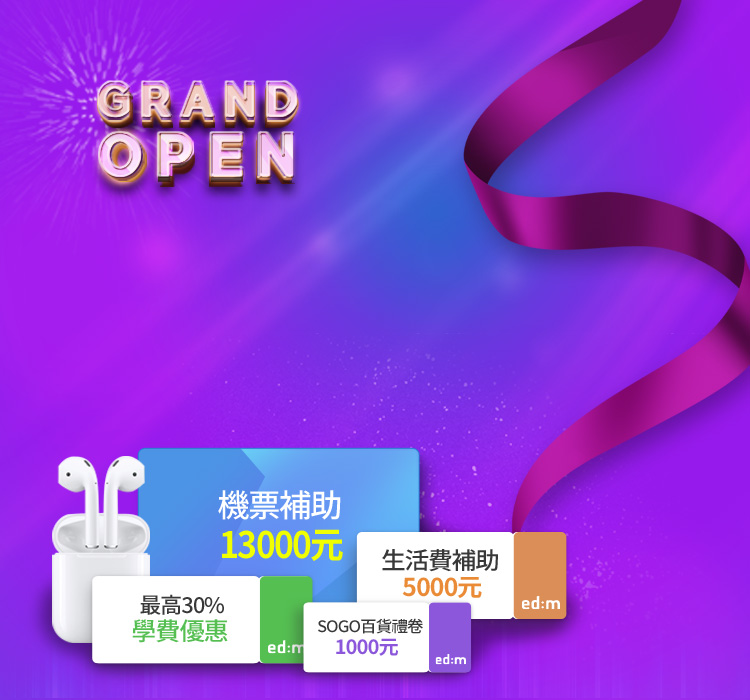 GRAND
OPEN
機票補助
13000元
生活費補助
5000元
ed:m
最高30%
學費優惠
ed:m
SOGO百貨禮卷
1000元
ed:m